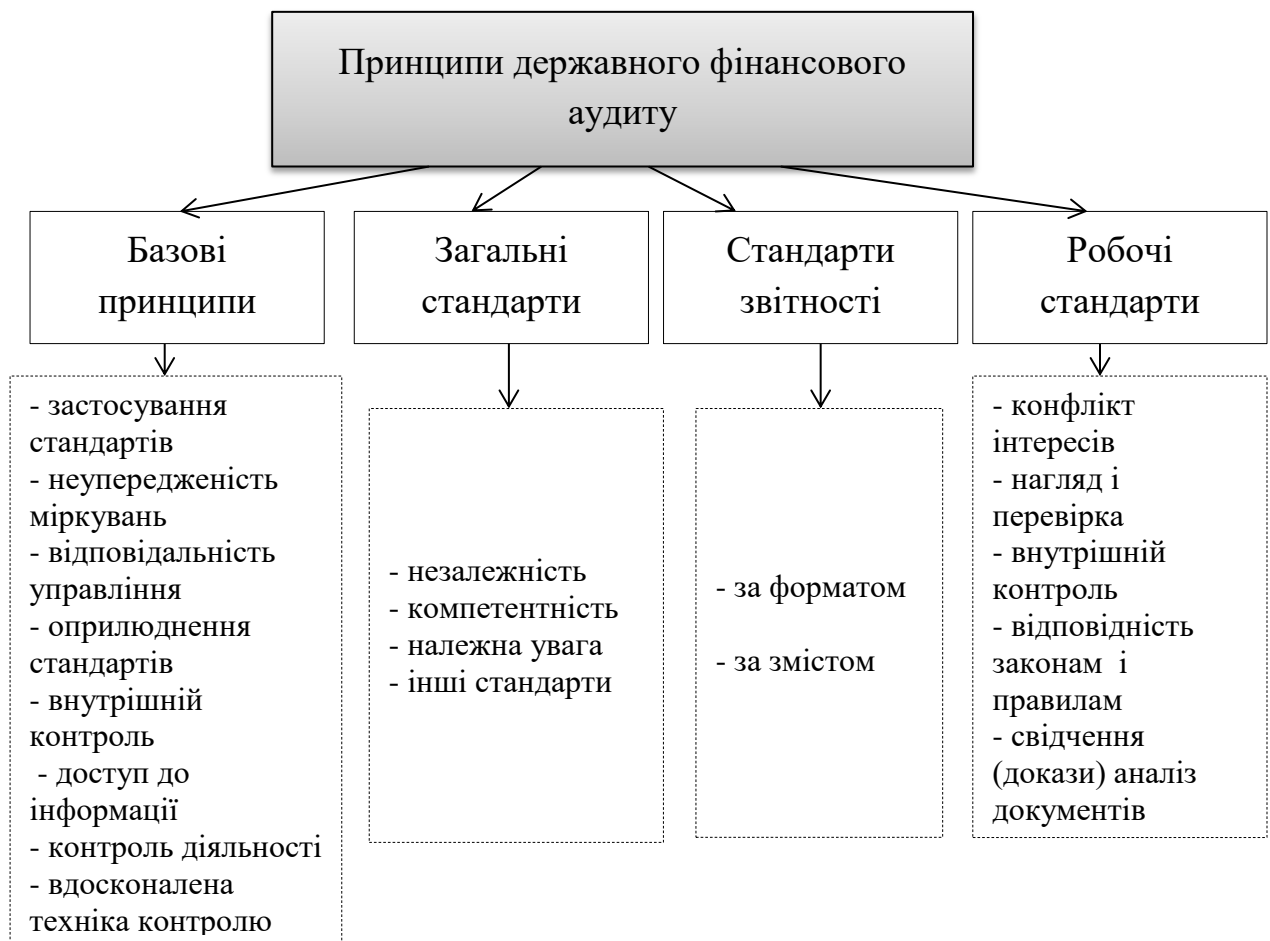 Принципи державного фінансового
аудиту
Базові
принципи
Загальні
стандарти
Стандарти
звітності
Робочі
стандарти
- застосування
стандартів
- неупередженість
міркувань
- відповідальність
управління
- оприлюднення
стандартів
- внутрішній
контроль
- доступ до
інформації
- контроль діяльності
- вдосконалена
техніка контролю
- незалежність
- компетентність
- належна увага
- інші стандарти
- за форматом
- за змістом
- конфлікт
інтересів
- нагляд і
перевірка
- внутрішній
контроль
- відповідність
законам і
правилам
- свідчення
(докази) аналіз
документів